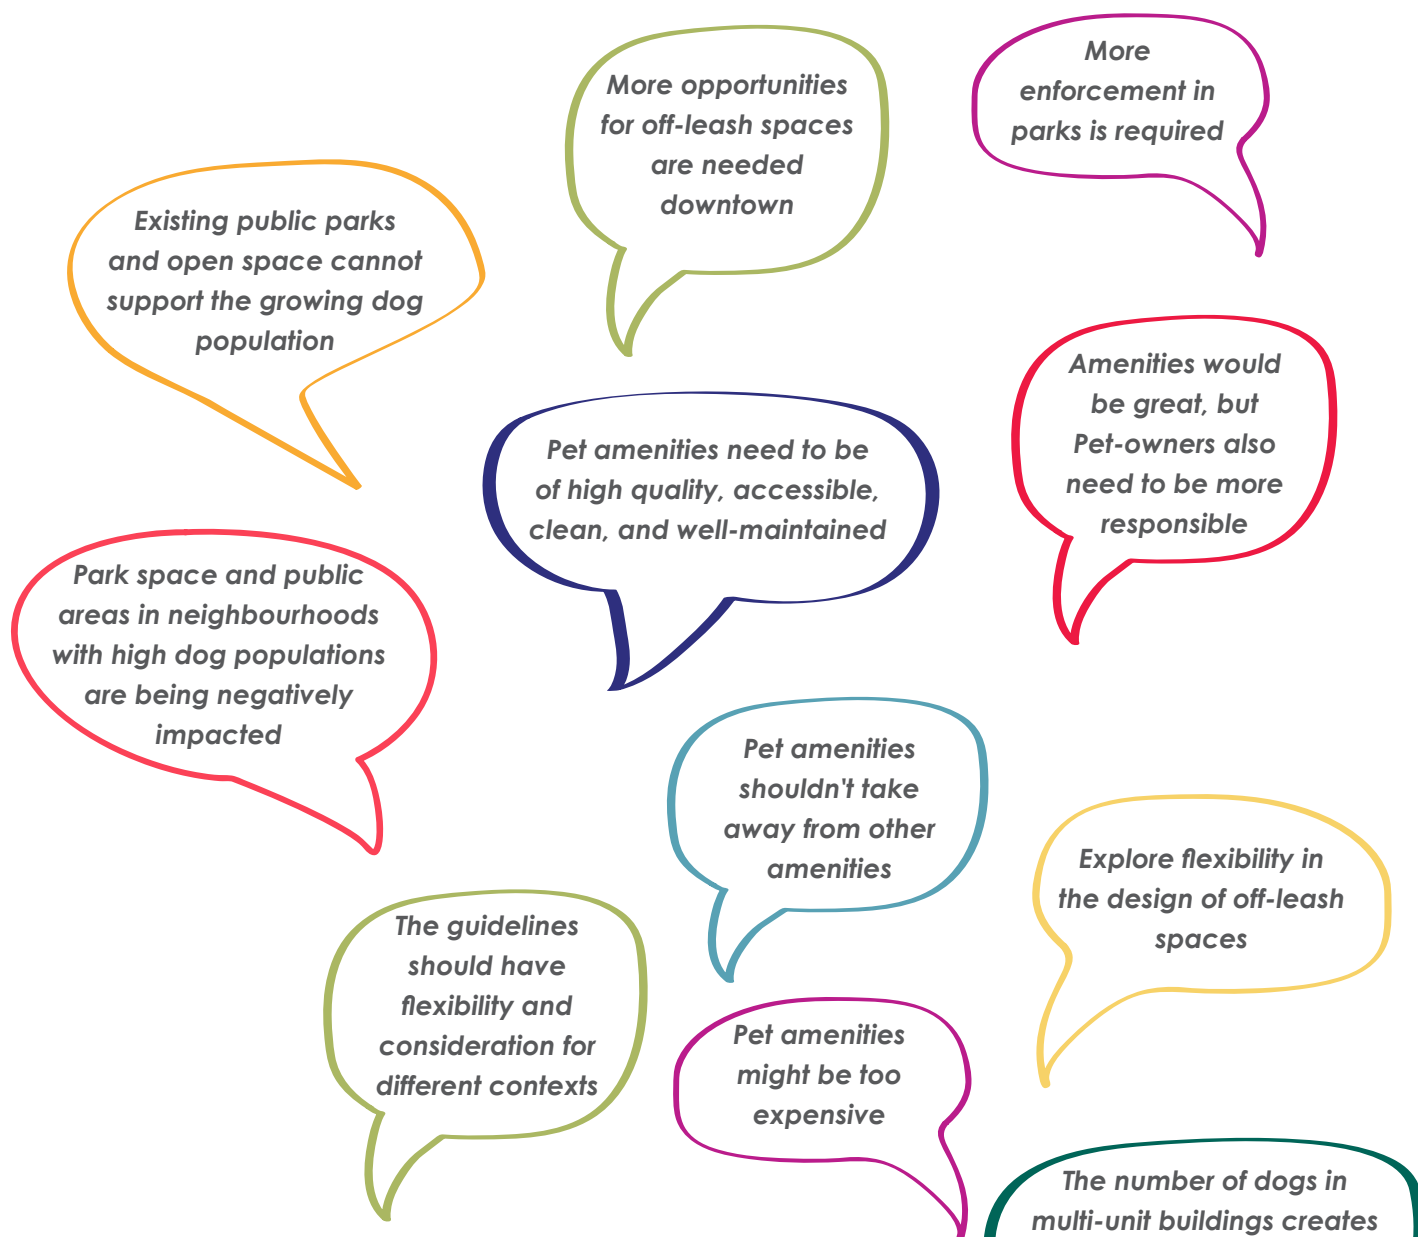 More opportunities
for off-leash spaces
are needed
downtown
More
enforcement in
parks is required
Existing public parks
and open space cannot
support the growing dog
population
Amenities would
be great, but
Pet-owners also
need to be more
responsible
Pet amenities need to be
of high quality, accessible,
clean, and well-maintained
Park space and public
areas in neighbourhoods
with high dog populations
are being negatively
impacted
Pet amenities
shouldn't take
away from other
amenities
Explore flexibility in
the design of off-leash
spaces
The guidelines
should have
flexibility and
consideration for
different contexts
Pet amenities
might be too
expensive
The number of dogs in
multi-unit buildings creates